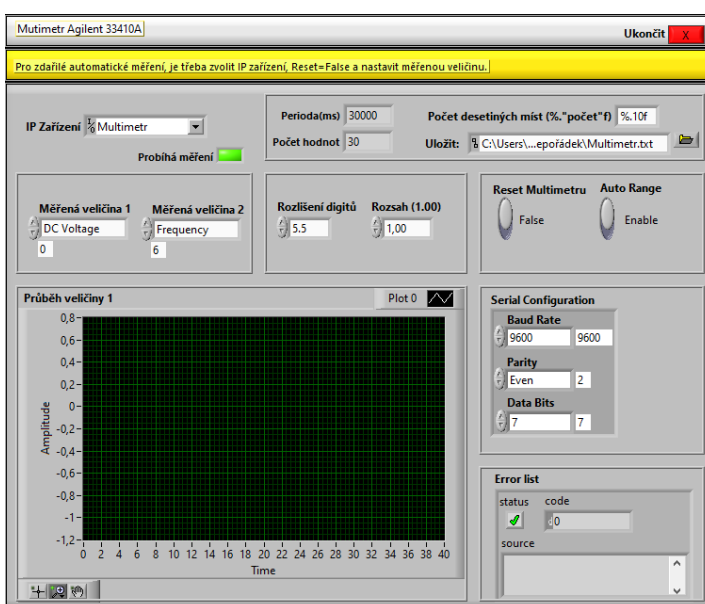 Mutimetr Agilent 33410A
Ukončit X
Pro zdařilé automatické měření, je třeba zvolit IP zařízení, Reset=False a nastavit měřenou veličinu.
IP Zařízení Multimetr
Probíhá měření
Perioda(ms) 30000
Počet hodnot 30
Počet desetiných míst (%."počet"f) %.10f
Uložit: C:\Users\...epořádek\Multimetr.txt
Měřená veličina 1
DC Voltage
0
Měřená veličina 2
Frequency
6
Rozlišení digitů
5.5
Rozsah (1.00)
1,00
Reset Multimetru
False
Auto Range
Enable
Průběh veličiny 1
Plot 0
0,8
0,6
0,4
0,2
0
-0,2
-0,4
-0,6
-0,8
-1
-1,2
Amplitude
0 2 4 6 8 10 12 14 16 18 20 22 24 26 28 30 32 34 36 38 40
Time
Serial Configuration
Baud Rate
9600 9600
Parity
Even 2
Data Bits
7 7
Error list
status code
0
source